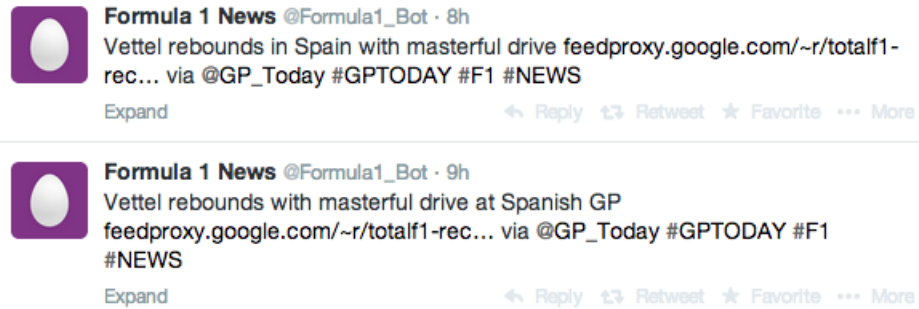 Formula 1 News @Formula1_Bot · 8h
Vettel rebounds in Spain with masterful drive feedproxy.google.com/~r/totalf1-
rec... via @GP_Today #GPTODAY #F1 #NEWS
Expand Reply Retweet Favorite ••• More
Formula 1 News @Formula1_Bot · 9h
Vettel rebounds with masterful drive at Spanish GP
feedproxy.google.com/~r/totalf1-rec... via @GP_Today #GPTODAY #F1
#NEWS
Expand Reply Retweet Favorite ••• More